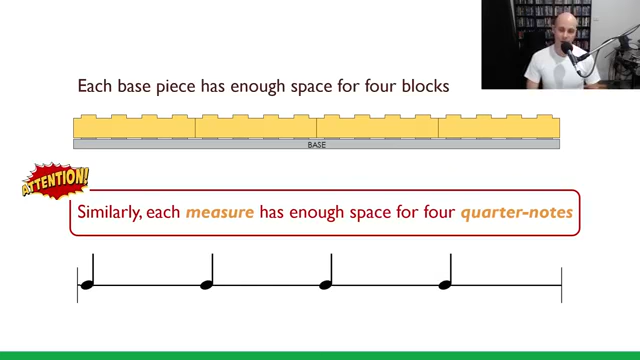 Each base piece has enough space for four blocks
BASE
ATTENTION!
Similarly, each measure has enough space for four quarter-notes